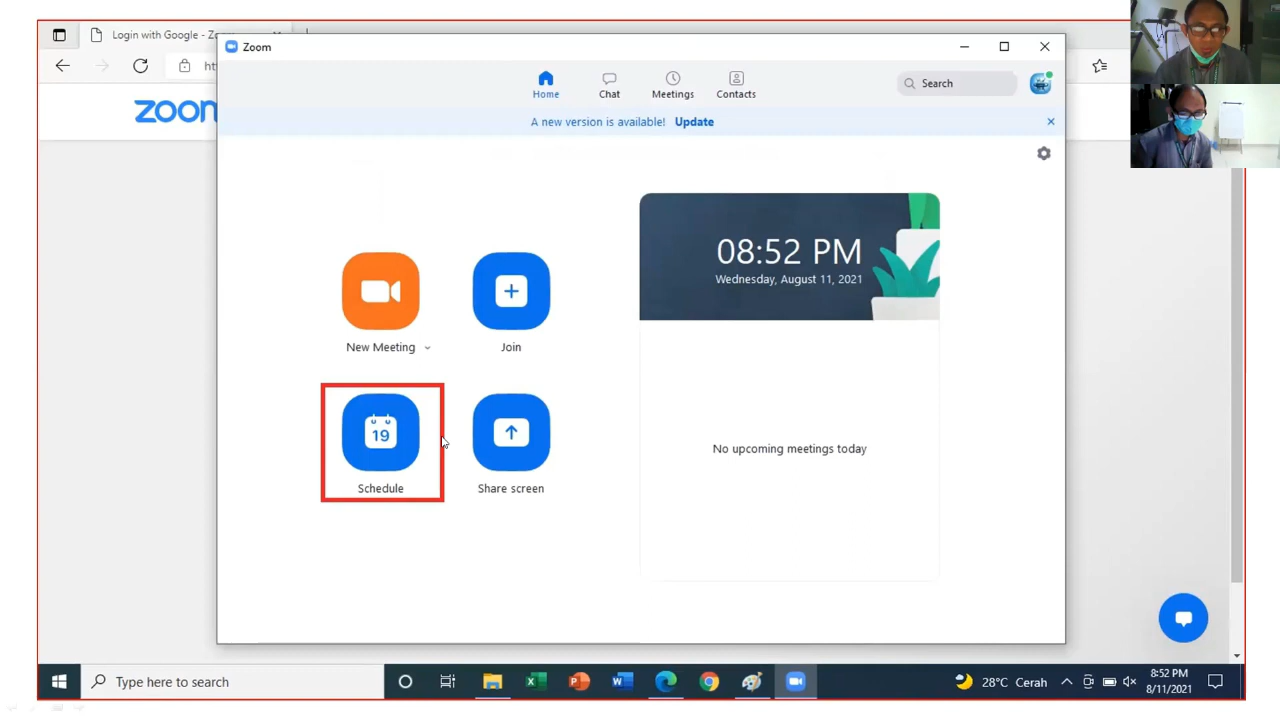 Login with Google - Zo
htt
zoom
Zoom
Home
Chat
Meetings
Contacts
Search
A new version is available! Update
08:52 PM
Wednesday, August 11, 2021
New Meeting
Join
19
Schedule
Share screen
No upcoming meetings today
Type here to search
28°C Cerah
8:52 PM
8/11/2021